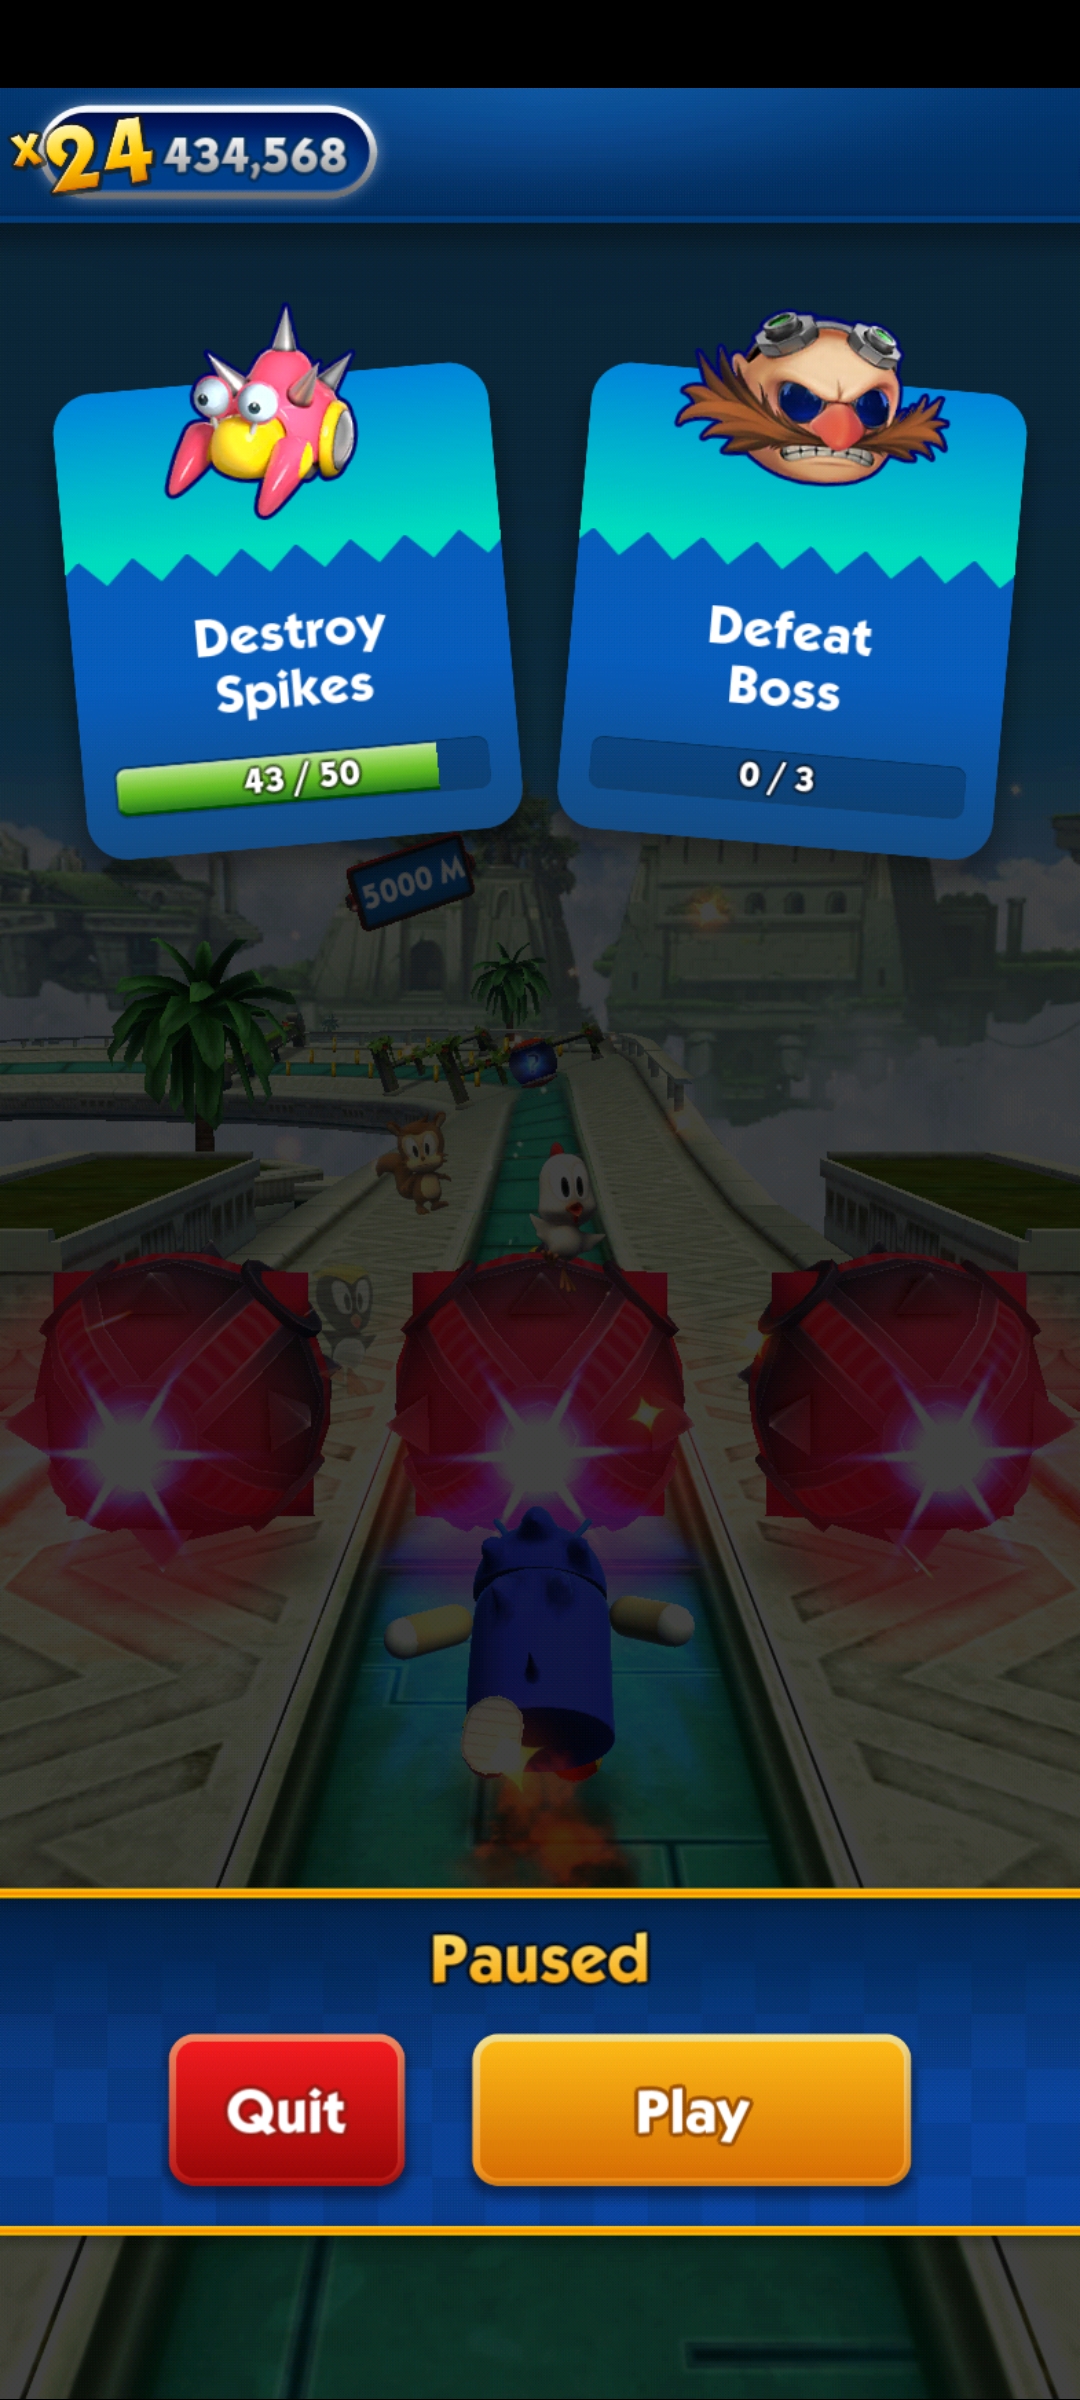 x24 434,568
Destroy
Spikes
43 / 50
Defeat
Boss
0 / 3
5000 M
?
Paused
Quit
Play